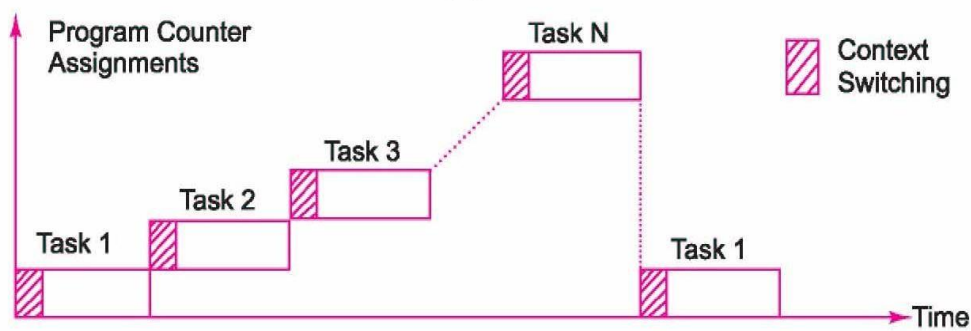 Program Counter
Assignments
Task N
Context
Switching
Task 3
Task 2
Task 1
Task 1
Time